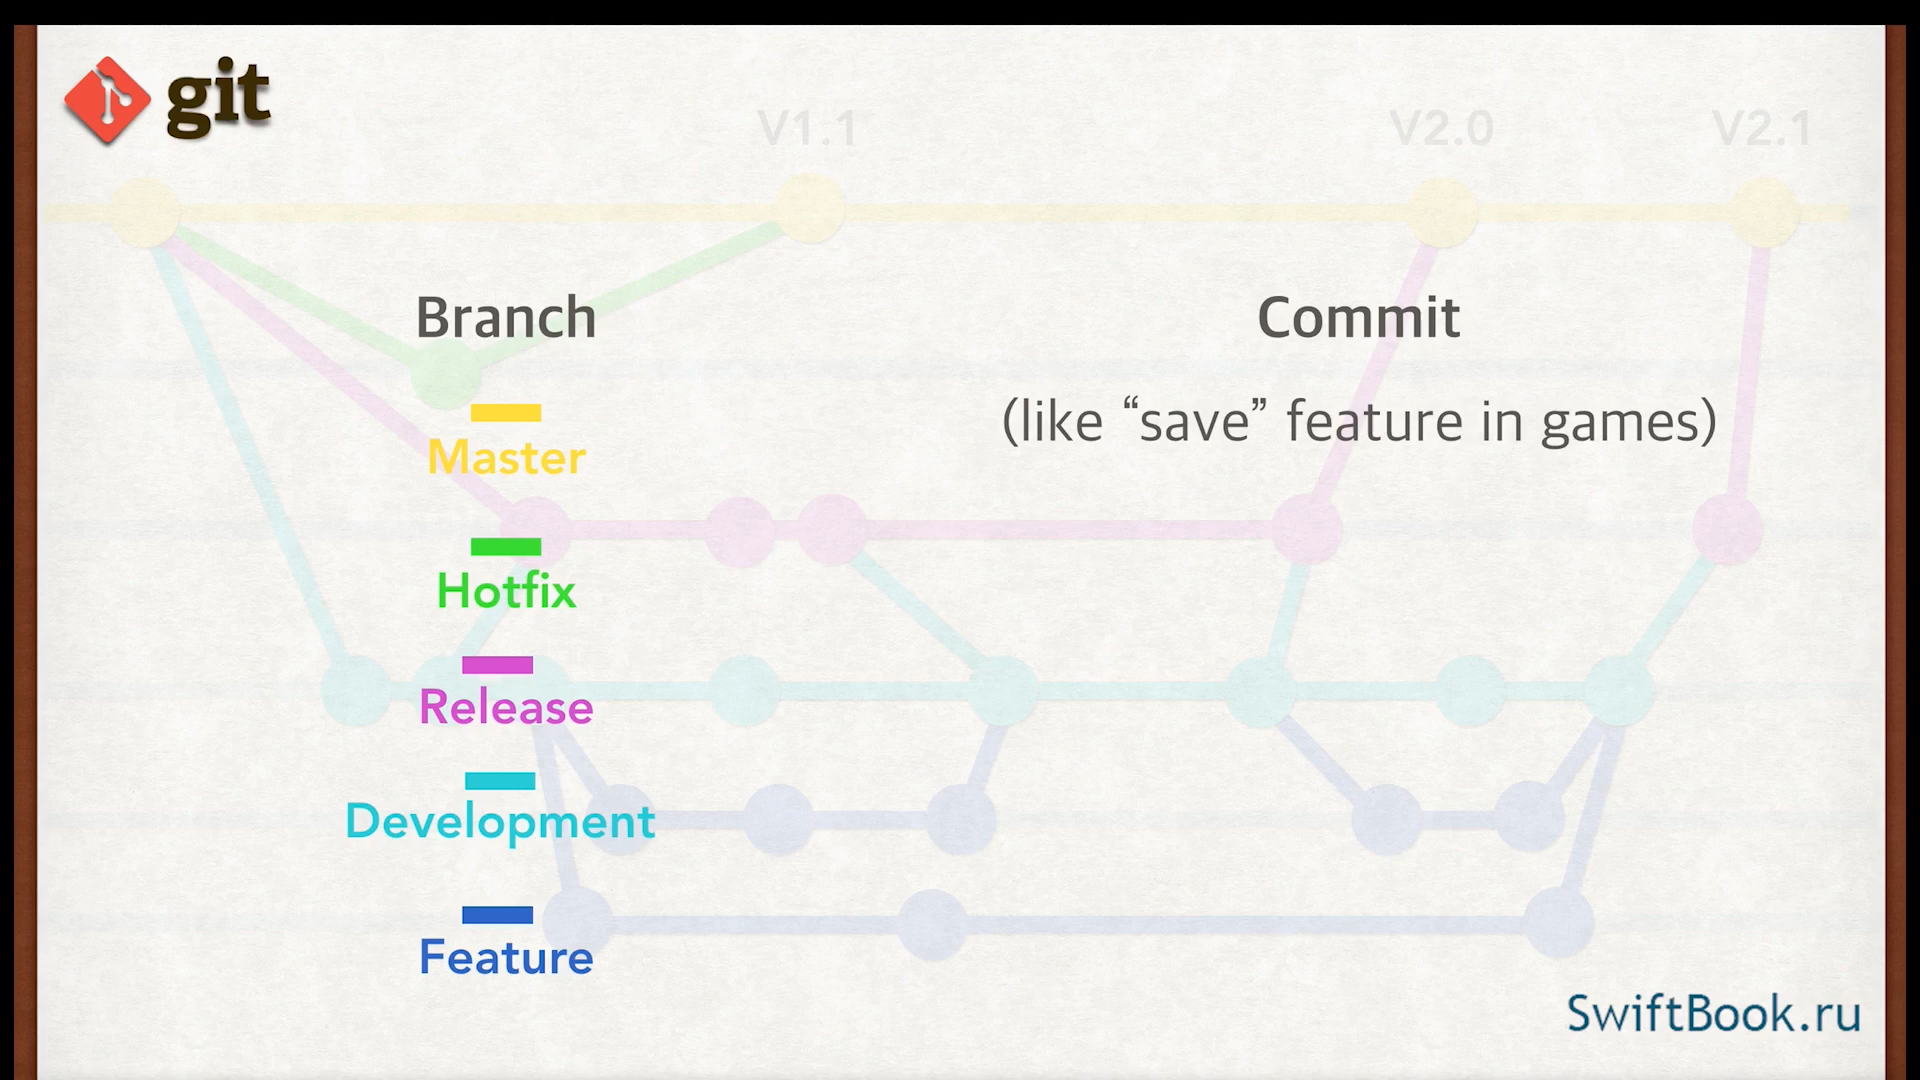 git
V1.1
V2.0
V2.1
Branch
Commit
(like “save” feature in games)
Master
Hotfix
Release
Development
Feature
SwiftBook.ru